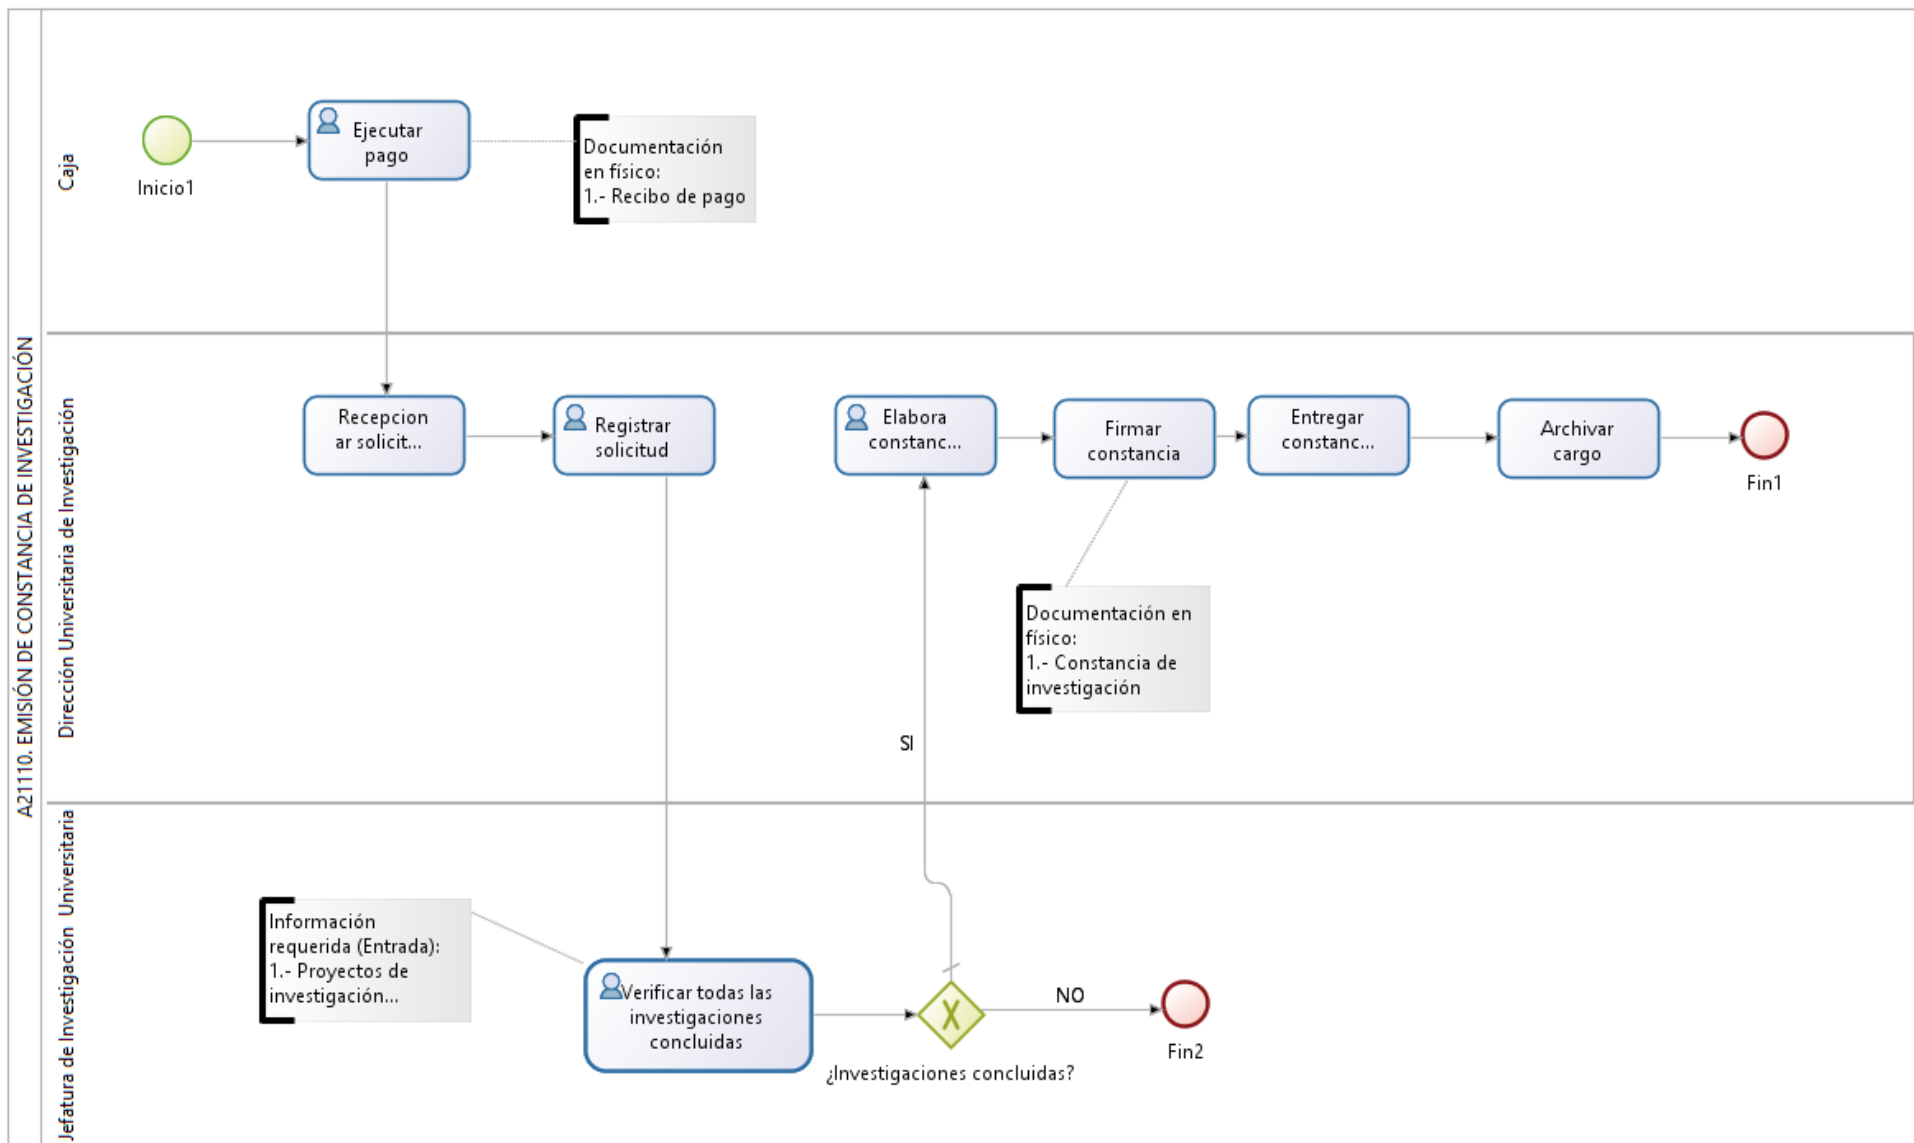 A21110. EMISIÓN DE CONSTANCIA DE INVESTIGACIÓN
Caja
Inicio1
Ejecutar
pago
Documentación
en físico:
1.- Recibo de pago
Dirección Universitaria de Investigación
Recepcion
ar solicit...
Registrar
solicitud
Elabora
constanc...
Firmar
constancia
Entregar
constanc...
Archivar
cargo
Fin1
Documentación en
físico:
1.- Constancia de
investigación
SI
Jefatura de Investigación Universitaria
Información
requerida (Entrada):
1.- Proyectos de
investigación...
Verificar todas las
investigaciones
concluidas
¿Investigaciones concluidas?
NO
Fin2